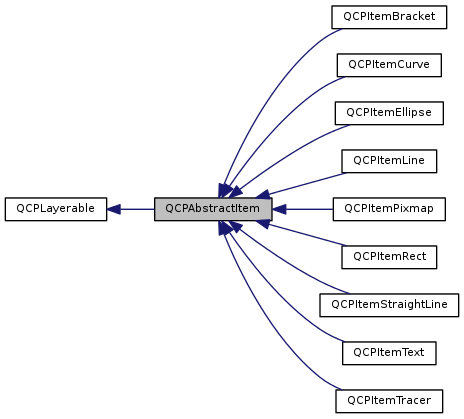 QCPItemBracket
QCPItemCurve
QCPItemEllipse
QCPItemLine
QCPLayerable
QCPAbstractItem
QCPItemPixmap
QCPItemRect
QCPItemStraightLine
QCPItemText
QCPItemTracer